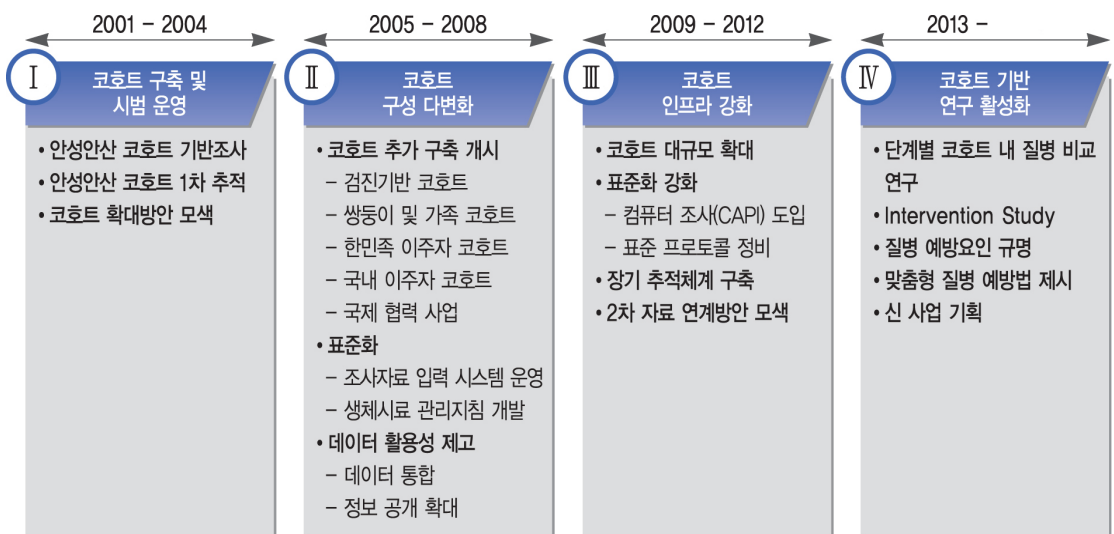 2001 - 2004
Ⅰ
코호트 구축 및
시범 운영
• 안성안산 코호트 기반조사
• 안성안산 코호트 1차 추적
• 코호트 확대방안 모색
2005 - 2008
Ⅱ
코호트
구성 다변화
• 코호트 추가 구축 개시
- 검진기반 코호트
- 쌍둥이 및 가족 코호트
- 한민족 이주자 코호트
- 국내 이주자 코호트
- 국제 협력 사업
• 표준화
- 조사자료 입력 시스템 운영
- 생체시료 관리지침 개발
• 데이터 활용성 제고
- 데이터 통합
- 정보 공개 확대
2009 - 2012
Ⅲ
코호트
인프라 강화
• 코호트 대규모 확대
• 표준화 강화
- 컴퓨터 조사(CAPI) 도입
- 표준 프로토콜 정비
• 장기 추적체계 구축
• 2차 자료 연계방안 모색
2013 -
Ⅳ
코호트 기반
연구 활성화
• 단계별 코호트 내 질병 비교
연구
• Intervention Study
• 질병 예방요인 규명
• 맞춤형 질병 예방법 제시
• 신 사업 기획